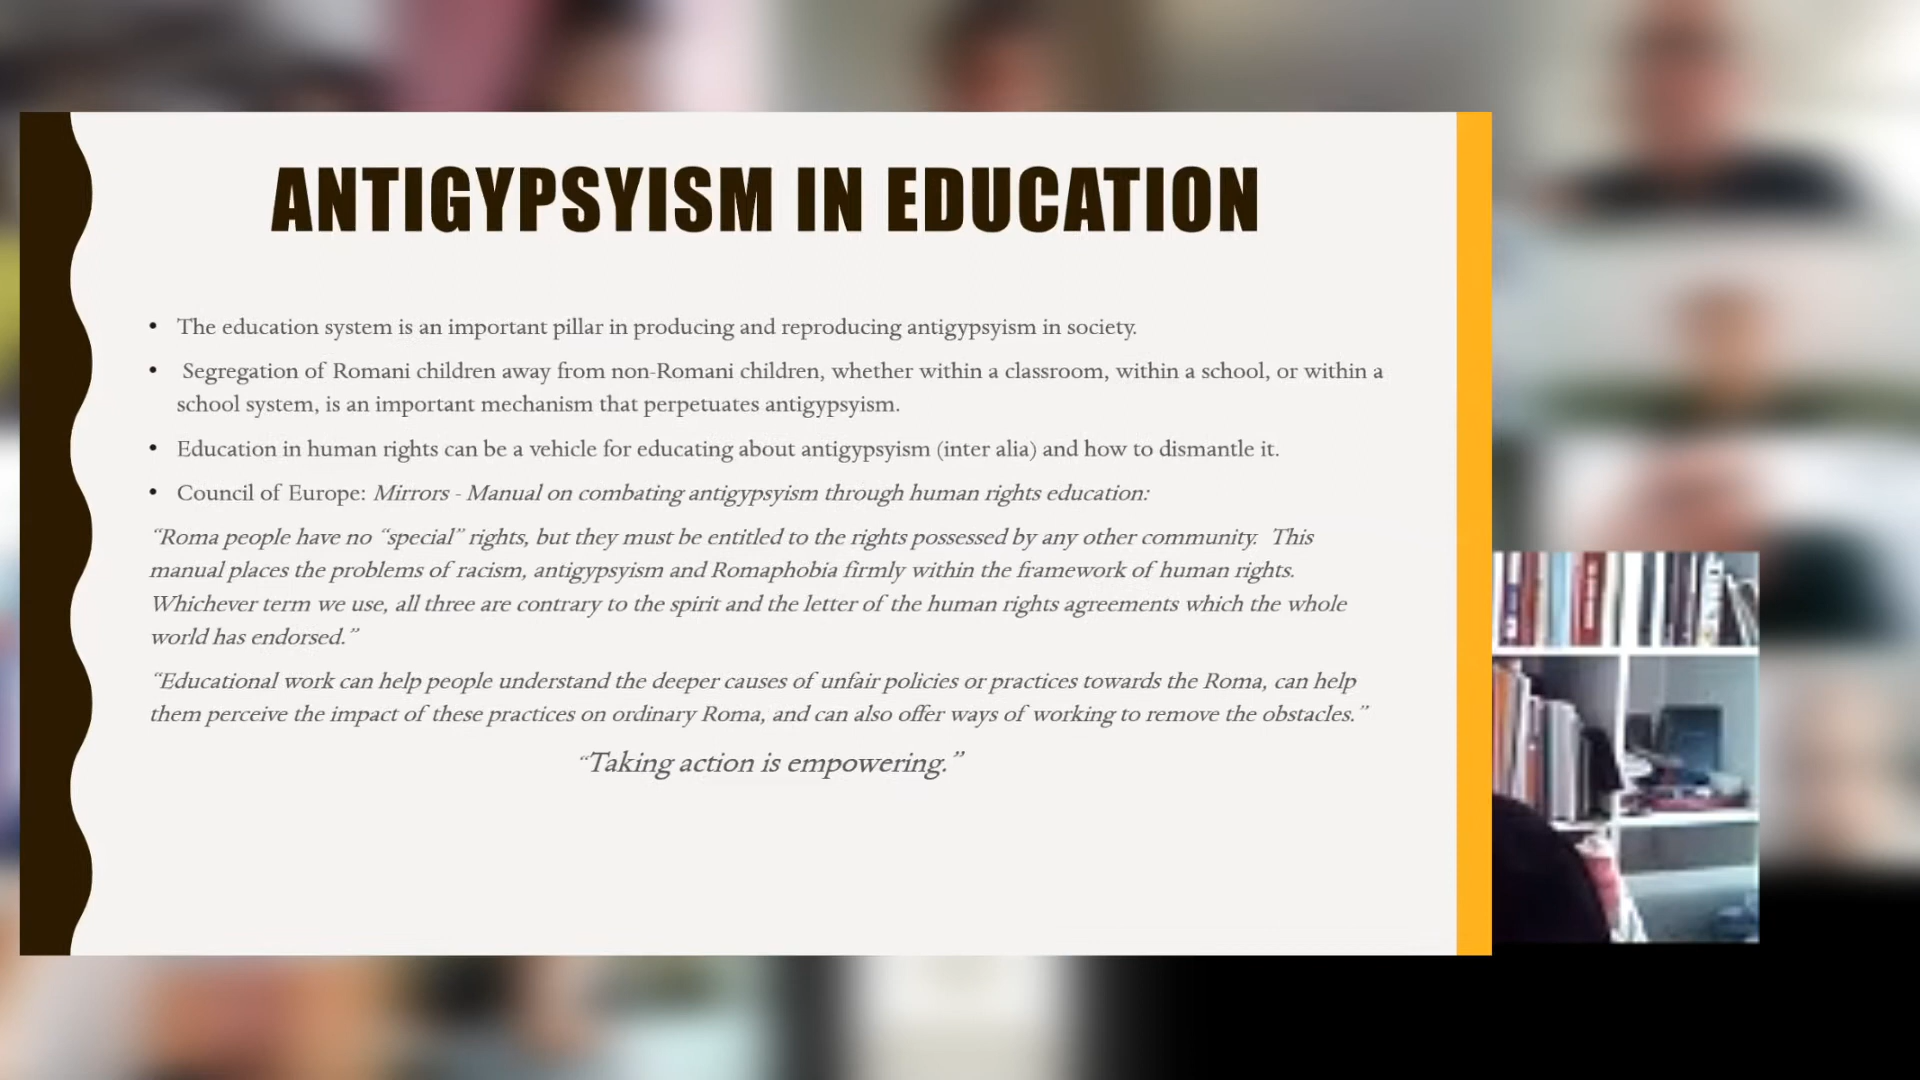 ANTIGYPSYISM IN EDUCATION
• The education system is an important pillar in producing and reproducing antigypsyism in society.
• Segregation of Romani children away from non-Romani children, whether within a classroom, within a school, or within a
school system, is an important mechanism that perpetuates antigypsyism.
• Education in human rights can be a vehicle for educating about antigypsyism (inter alia) and how to dismantle it.
• Council of Europe: Mirrors - Manual on combating antigypsyism through human rights education:
“Roma people have no “special” rights, but they must be entitled to the rights possessed by any other community. This
manual places the problems of racism, antigypsyism and Romaphobia firmly within the framework of human rights.
Whichever term we use, all three are contrary to the spirit and the letter of the human rights agreements which the whole
world has endorsed.”
“Educational work can help people understand the deeper causes of unfair policies or practices towards the Roma, can help
them perceive the impact of these practices on ordinary Roma, and can also offer ways of working to remove the obstacles.”
“Taking action is empowering.”